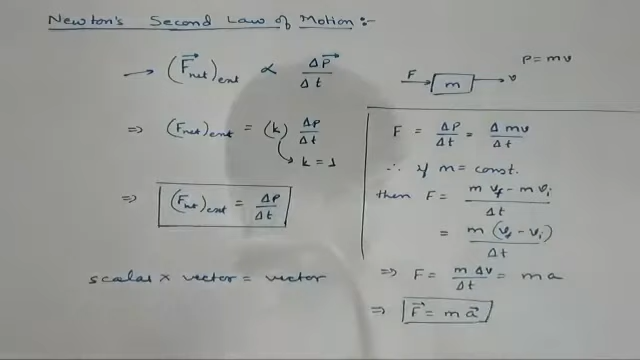 Newton's Second Law of Motion :-
→ (F⃗net)ext ∝ ΔP⃗/Δt
⇒ (Fnet)ext = (k) ΔP/Δt
k = 1
⇒ (Fnet)ext = ΔP/Δt
scalar × vector = vector
F m v
P = mv
F = ΔP/Δt = Δmv/Δt
∴ if m = const.
then F = (m vf - m vi)/Δt
= m (vf - vi)/Δt
⇒ F = m Δv/Δt = ma
⇒ F⃗ = m a⃗